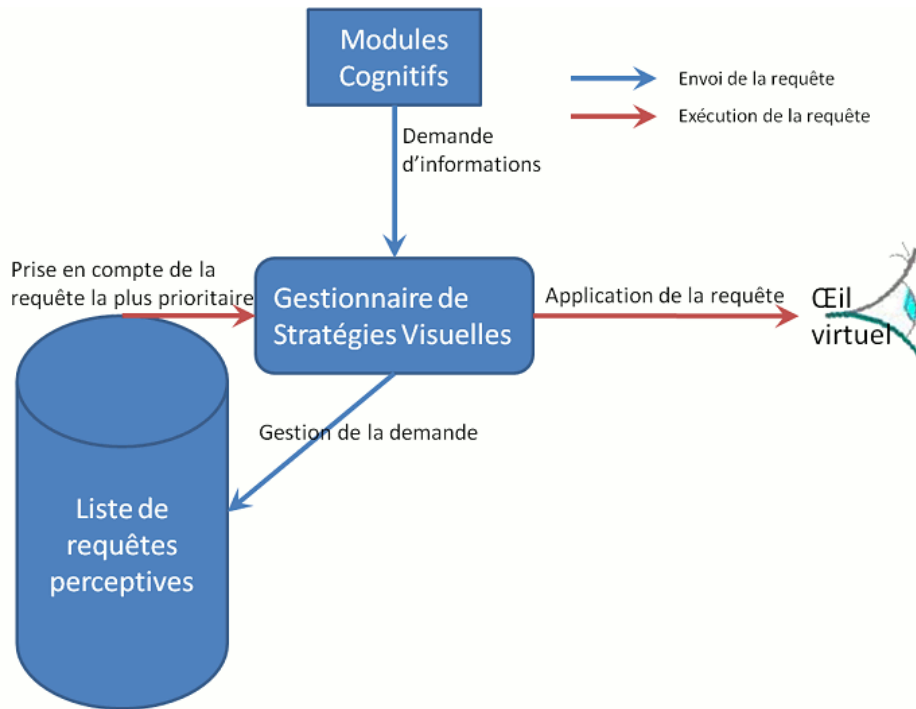 Modules
Cognitifs
Envoi de la requête
Exécution de la requête
Demande
d'informations
Prise en compte de la
requête la plus prioritaire
Gestionnaire de
Stratégies Visuelles
Application de la requête
Œil
virtuel
Gestion de la demande
Liste de
requêtes
perceptives